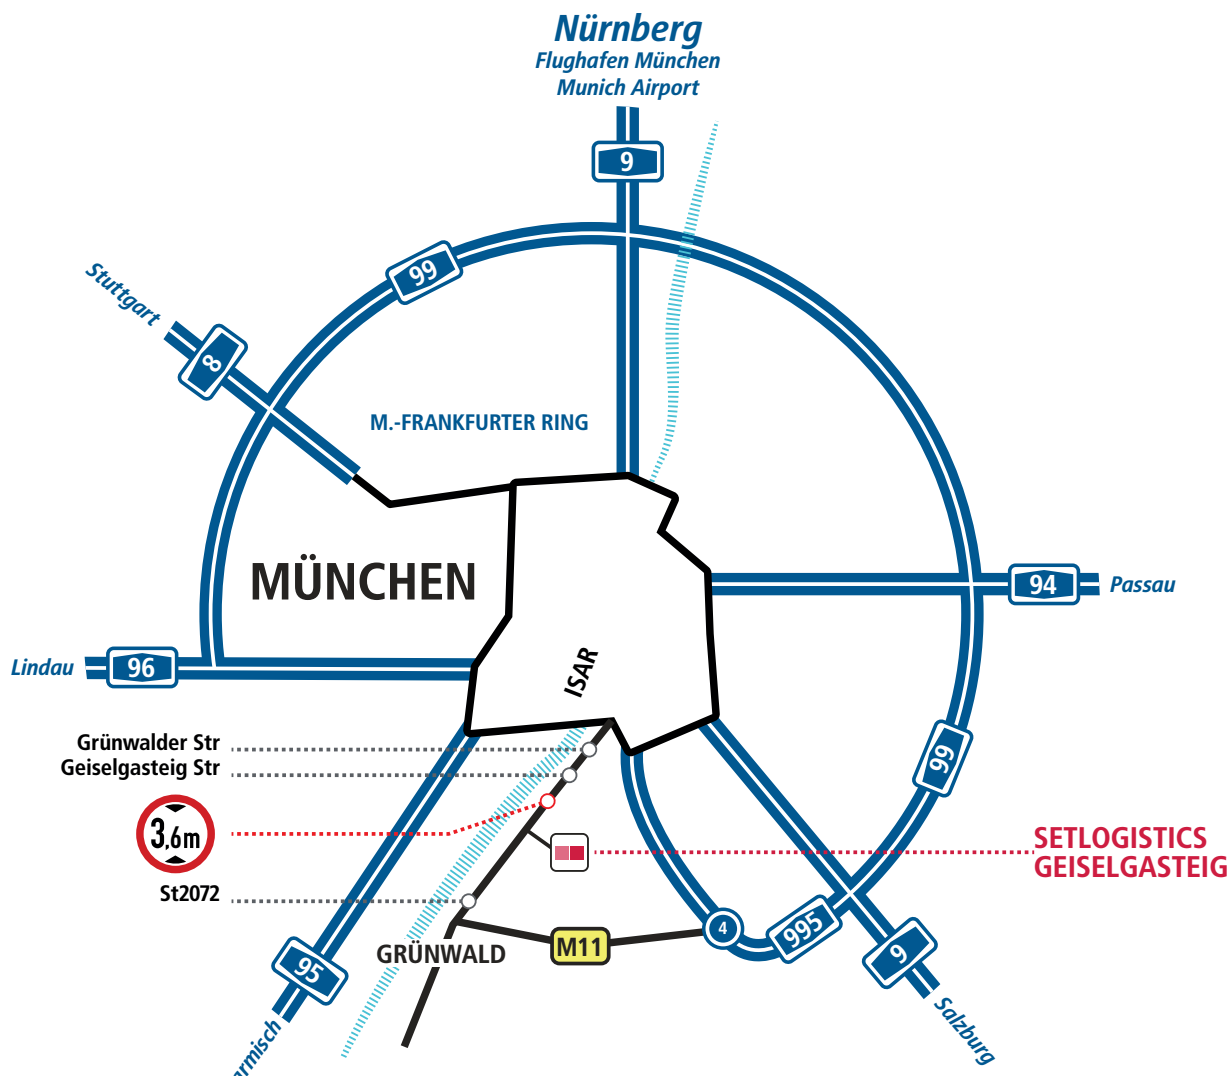 Nürnberg
Flughafen München
Munich Airport
9
99
Stuttgart
8
M.-FRANKFURTER RING
MÜNCHEN
94
Passau
Lindau
96
ISAR
Grünwalder Str
Geiselgasteig Str
99
3,6m
SETLOGISTICS
GEISELGASTEIG
St2072
4
995
GRÜNWALD
M11
9
95
Salzburg
armisch